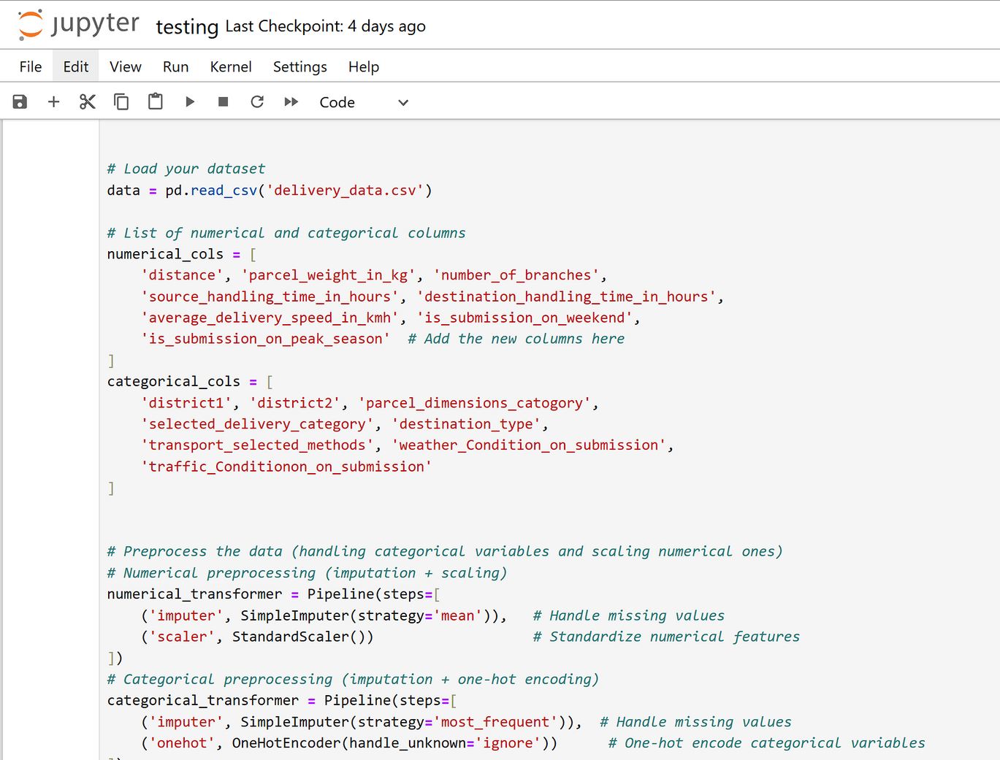 jupyter testing Last Checkpoint: 4 days ago
File Edit View Run Kernel Settings Help
Code
# Load your dataset
data = pd.read_csv('delivery_data.csv')
# List of numerical and categorical columns
numerical_cols = [
    'distance', 'parcel_weight_in_kg', 'number_of_branches',
    'source_handling_time_in_hours', 'destination_handling_time_in_hours',
    'average_delivery_speed_in_kmh', 'is_submission_on_weekend',
    'is_submission_on_peak_season'  # Add the new columns here
]
categorical_cols = [
    'district1', 'district2', 'parcel_dimensions_catogory',
    'selected_delivery_category', 'destination_type',
    'transport_selected_methods', 'weather_Condition_on_submission',
    'traffic_Conditionon_on_submission'
]
# Preprocess the data (handling categorical variables and scaling numerical ones)
# Numerical preprocessing (imputation + scaling)
numerical_transformer = Pipeline(steps=[
    ('imputer', SimpleImputer(strategy='mean')),   # Handle missing values
    ('scaler', StandardScaler())                   # Standardize numerical features
])
# Categorical preprocessing (imputation + one-hot encoding)
categorical_transformer = Pipeline(steps=[
    ('imputer', SimpleImputer(strategy='most_frequent')),  # Handle missing values
    ('onehot', OneHotEncoder(handle_unknown='ignore'))      # One-hot encode categorical variables